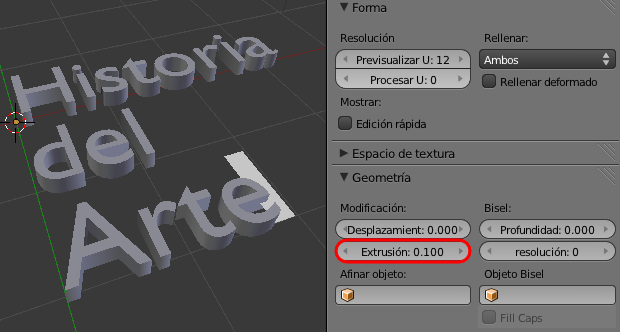 Historia
del
Arte
Forma
Resolución
Rellenar:
Previsualizar U: 12
Ambos
Procesar U: 0
Rellenar deformado
Mostrar:
Edición rápida
Espacio de textura
Geometría
Modificación:
Bisel:
Desplazamient: 0.000
Profundidad: 0.000
Extrusión: 0.100
resolución: 0
Afinar objeto:
Objeto Bisel
Fill Caps